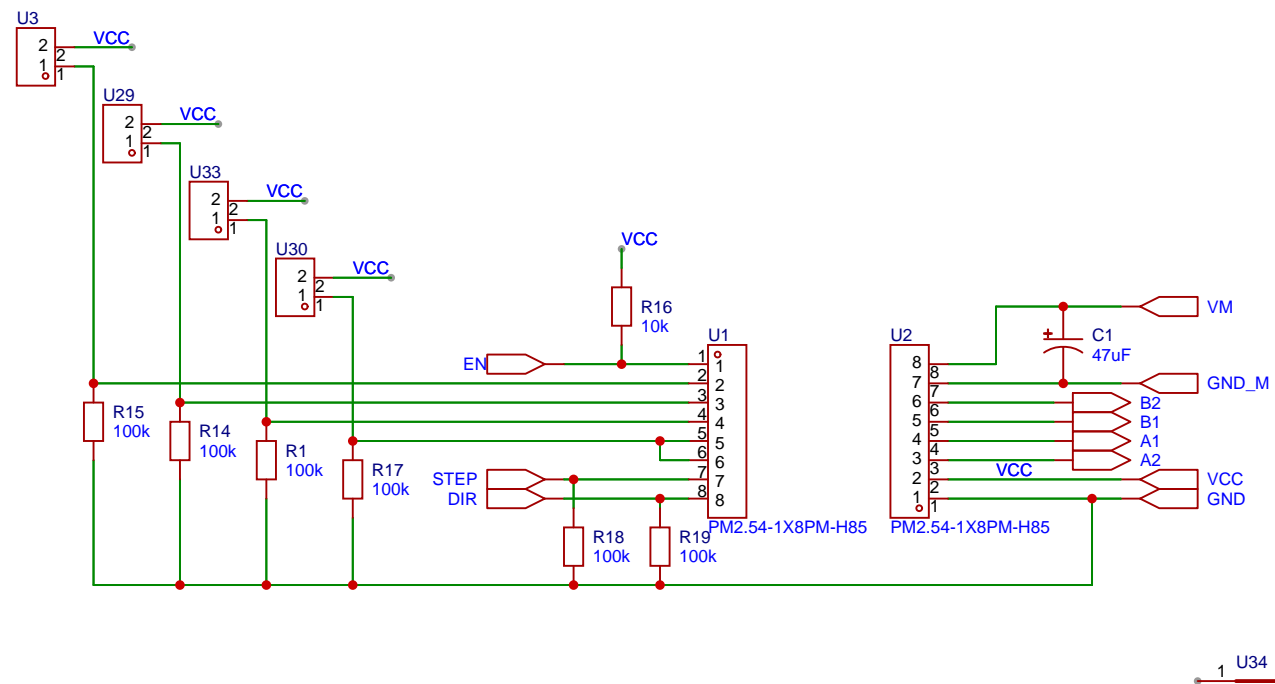 U3
VCC
2
2
1
1
U29
VCC
2
2
1
1
U33
VCC
2
2
1
1
U30
VCC
2
2
1
1
VCC
R16
10k
EN
U1
1
1
2
2
3
3
4
4
5
5
6
6
7
7
8
8
PM2.54-1X8PM-H85
U2
8
8
7
7
6
6
5
5
4
4
3
3
2
2
1
1
PM2.54-1X8PM-H85
VM
C1
47uF
GND_M
B2
B1
A1
A2
VCC
VCC
GND
R15
100k
R14
100k
R1
100k
R17
100k
STEP
DIR
R18
100k
R19
100k
1
U34